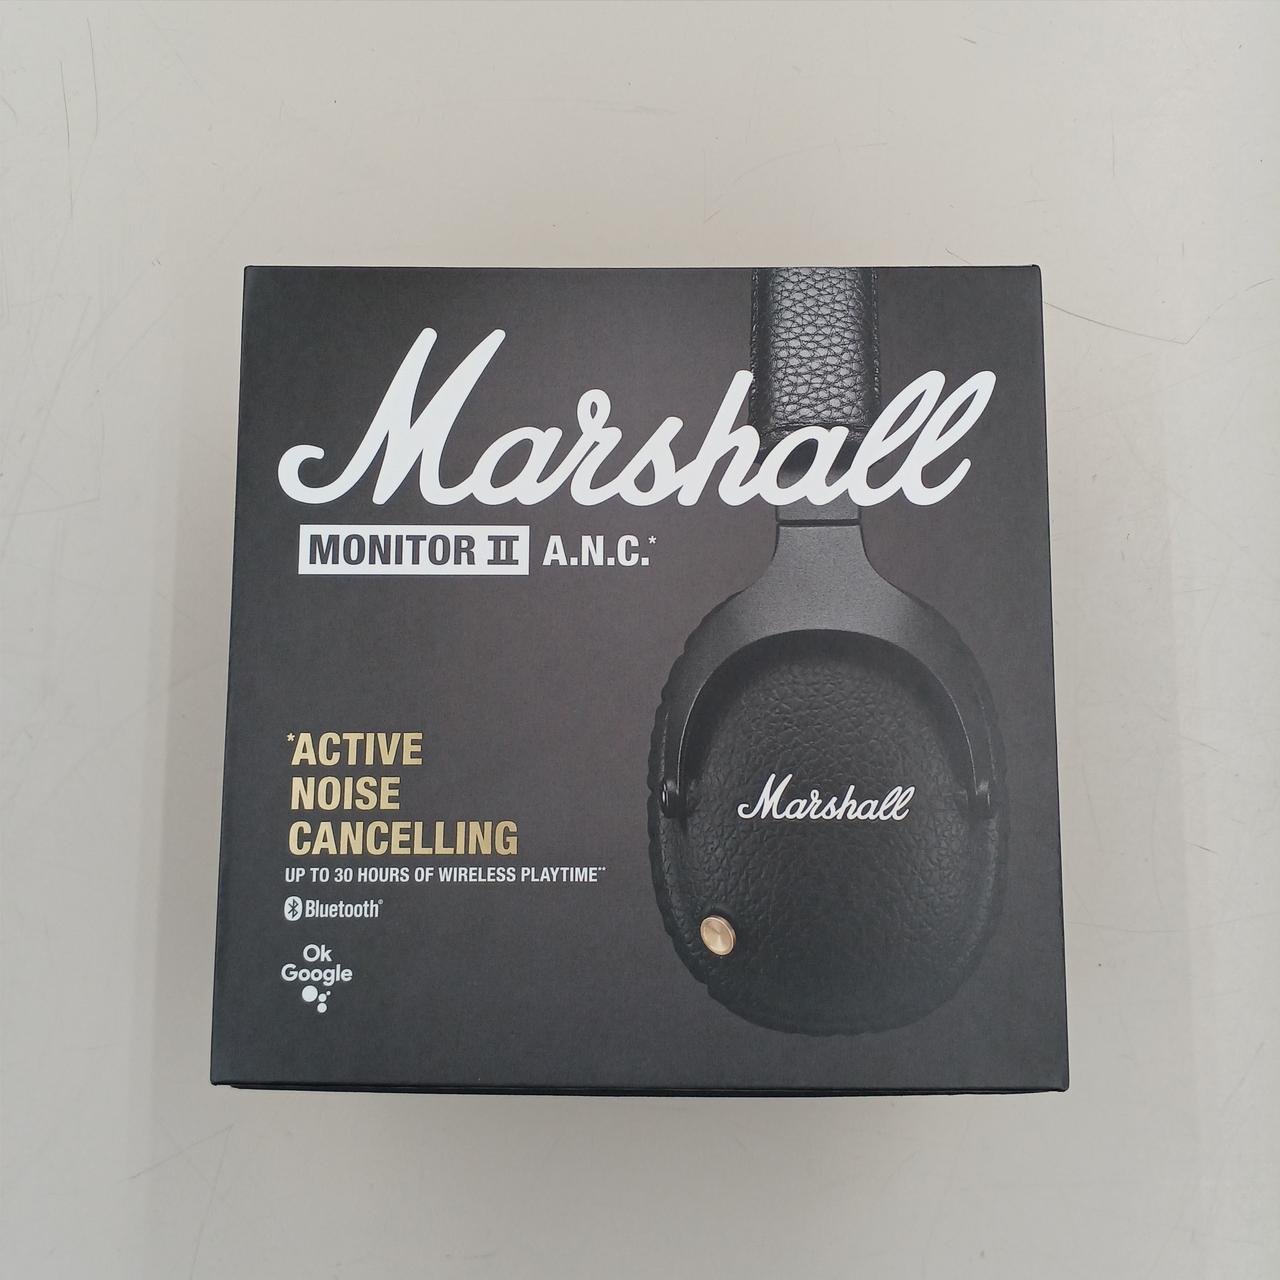 Marshall
MONITOR II A.N.C.*
*ACTIVE
NOISE
CANCELLING
UP TO 30 HOURS OF WIRELESS PLAYTIME**
Bluetooth®
Ok
Google
Marshall